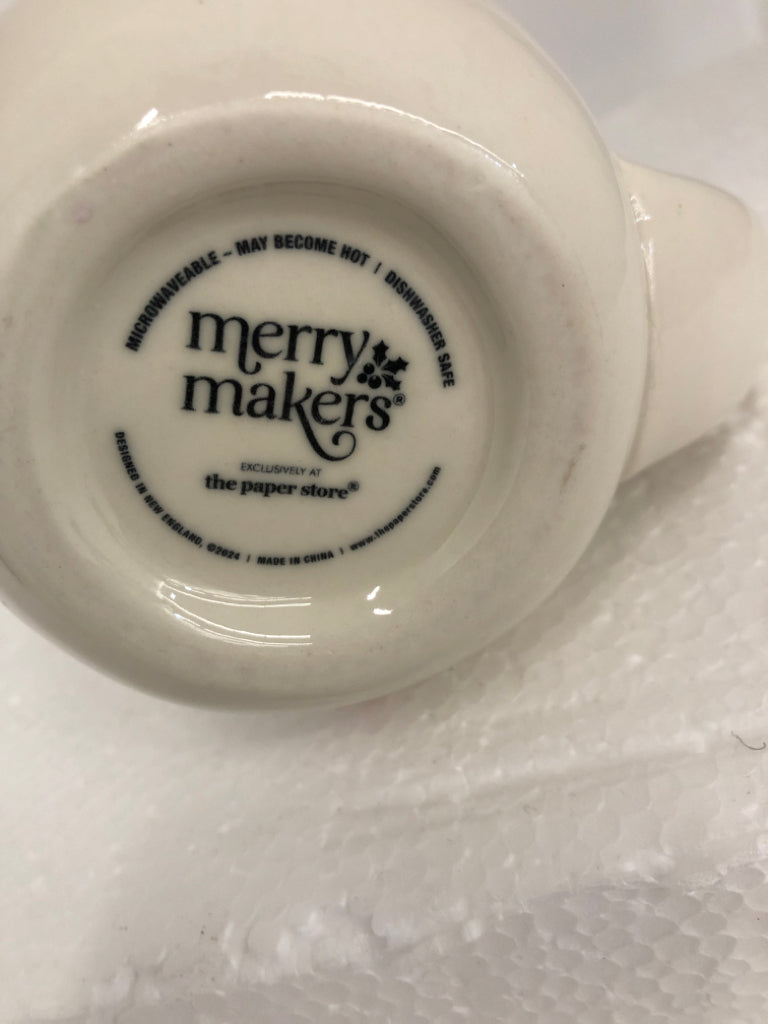 MICROWAVEABLE – MAY BECOME HOT | DISHWASHER SAFE
merry
makers®
EXCLUSIVELY AT
the paper store®
DESIGNED IN NEW ENGLAND, ©2024 | MADE IN CHINA | www.thepaperstore.com